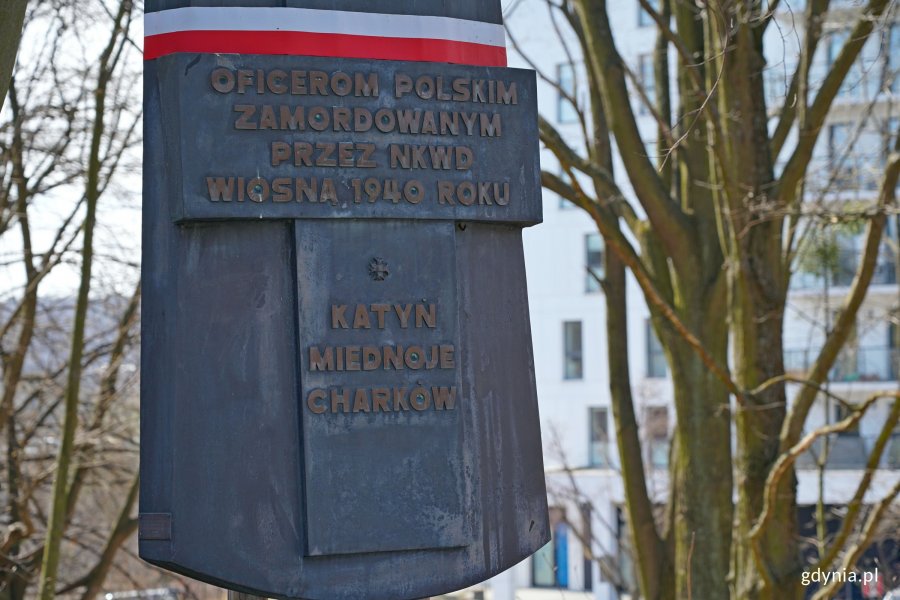 OFICEROM POLSKIM
ZAMORDOWANYM
PRZEZ NKWD
WIOSNĄ 1940 ROKU
KATYŃ
MIEDNOJE
CHARKÓW
gdynia.pl